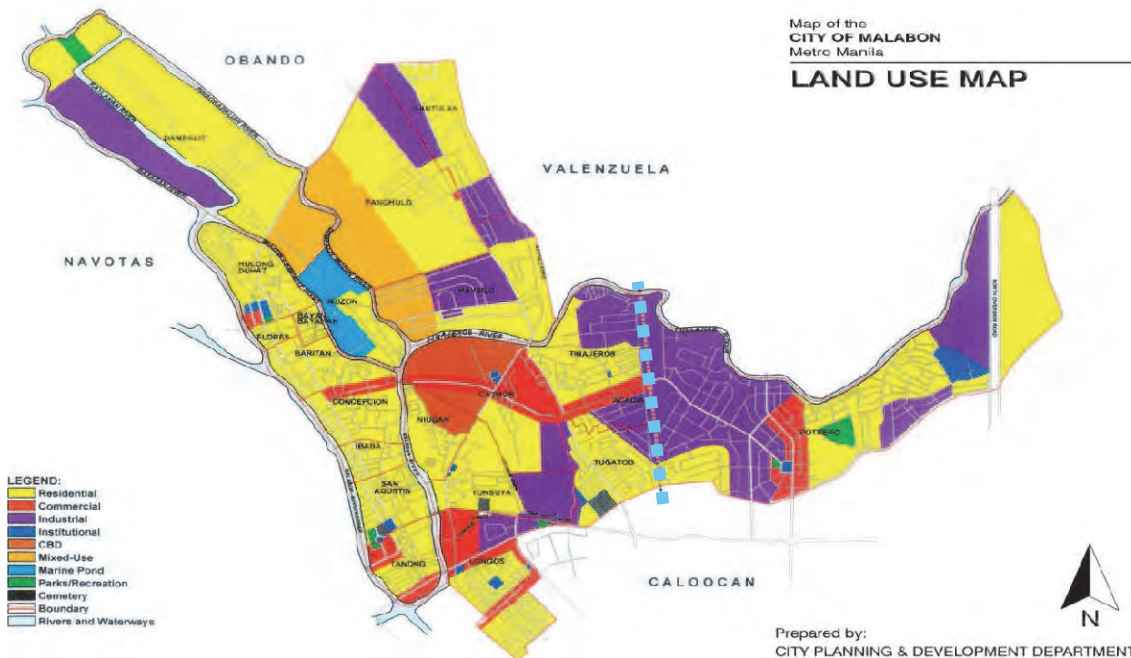 Map of the
CITY OF MALABON
Metro Manila
LAND USE MAP
OBANDO
VALENZUELA
NAVOTAS
CALOOCAN
DAMPALIT
PANGHULO
HULONG
DUHAT
MUZON
FLORES
BARITAN
CONCEPCION
IBABA
SAN
AGUSTIN
TAÑONG
NIUGAN
CATMON
TINAJEROS
ACACIA
TUGATOG
POTRERO
LONGOS
LEGEND:
Residential
Commercial
Industrial
Institutional
CBD
Mixed-Use
Marine Pond
Parks/Recreation
Cemetery
Boundary
Rivers and Waterways
N
Prepared by:
CITY PLANNING & DEVELOPMENT DEPARTMENT